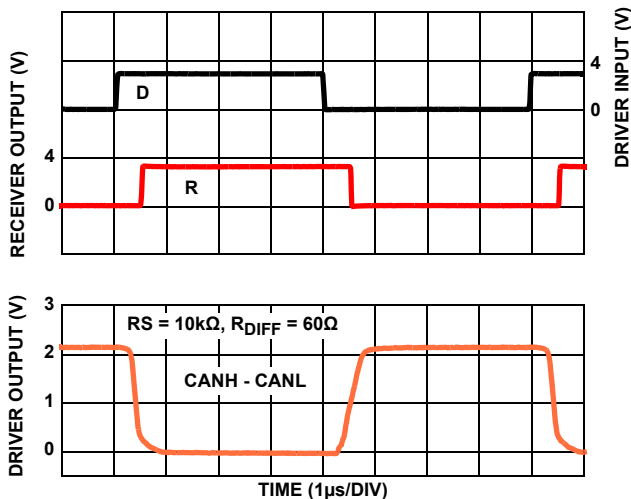 RECEIVER OUTPUT (V)
4
0
D
R
4
0
DRIVER INPUT (V)
DRIVER OUTPUT (V)
3
2
1
0
RS = 10kΩ, RDIFF = 60Ω
CANH - CANL
TIME (1µs/DIV)